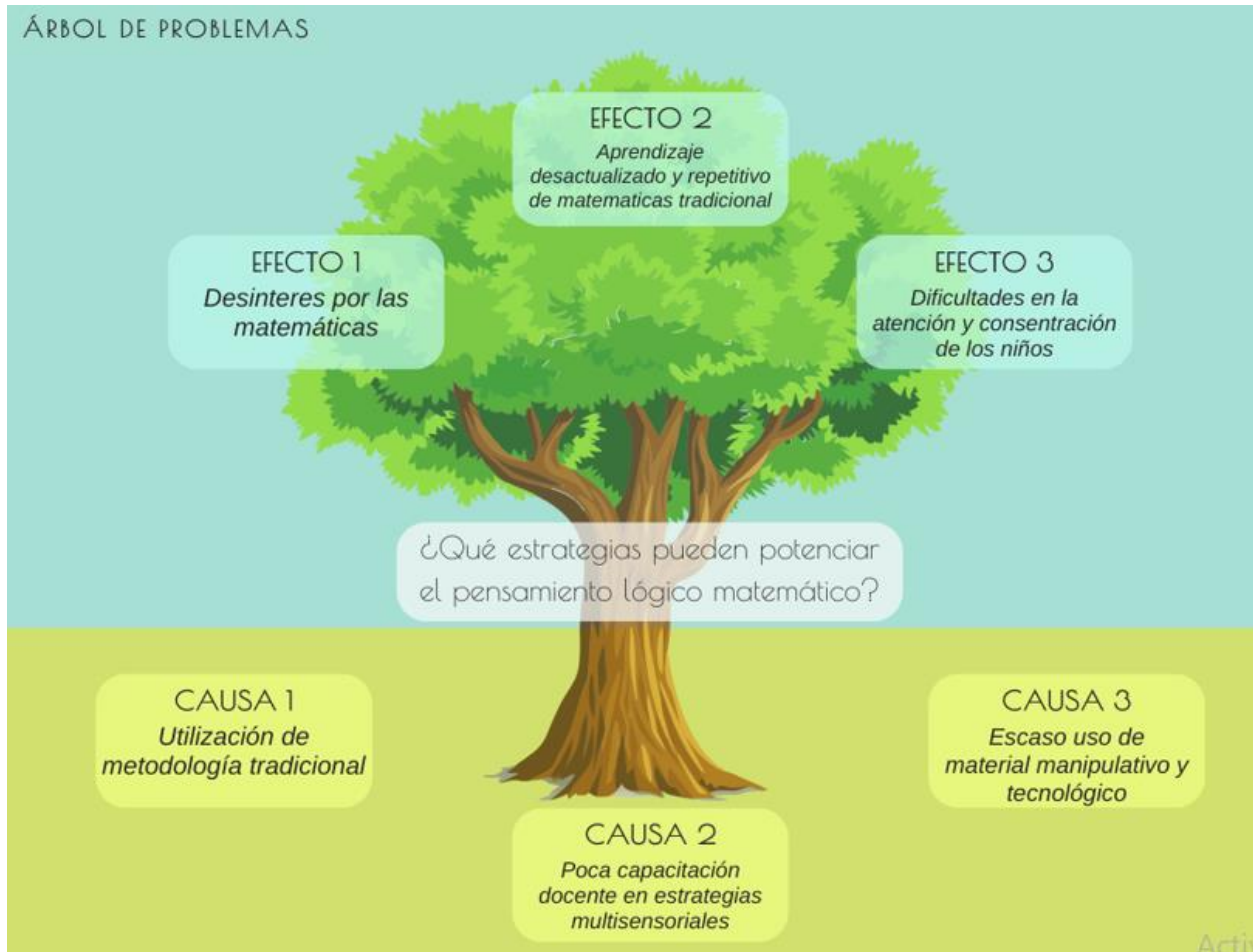 ÁRBOL DE PROBLEMAS
EFECTO 2
Aprendizaje
desactualizado y repetitivo
de matematicas tradicional
EFECTO 1
Desinteres por las
matemáticas
EFECTO 3
Dificultades en la
atención y consentración
de los niños
¿Qué estrategias pueden potenciar
el pensamiento lógico matemático?
CAUSA 1
Utilización de
metodología tradicional
CAUSA 3
Escaso uso de
material manipulativo y
tecnológico
CAUSA 2
Poca capacitación
docente en estrategias
multisensoriales